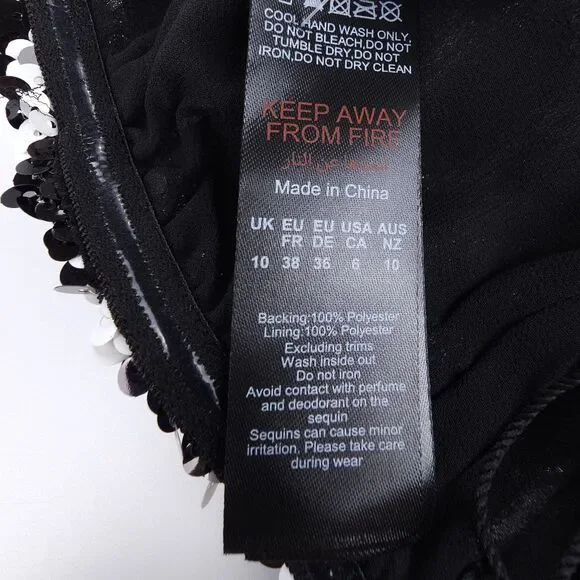 COOL HAND WASH ONLY,
DO NOT BLEACH,DO NOT
TUMBLE DRY,DO NOT
IRON,DO NOT DRY CLEAN
KEEP AWAY
FROM FIRE
عن النار
Made in China
UK EU EU USA AUS
FR DE CA NZ
10 38 36 6 10
Backing:100% Polyester
Lining:100% Polyester
Excluding trims
Wash inside out
Do not iron
Avoid contact with perfume
and deodorant on the
sequin
Sequins can cause minor
irritation. Please take care
during wear